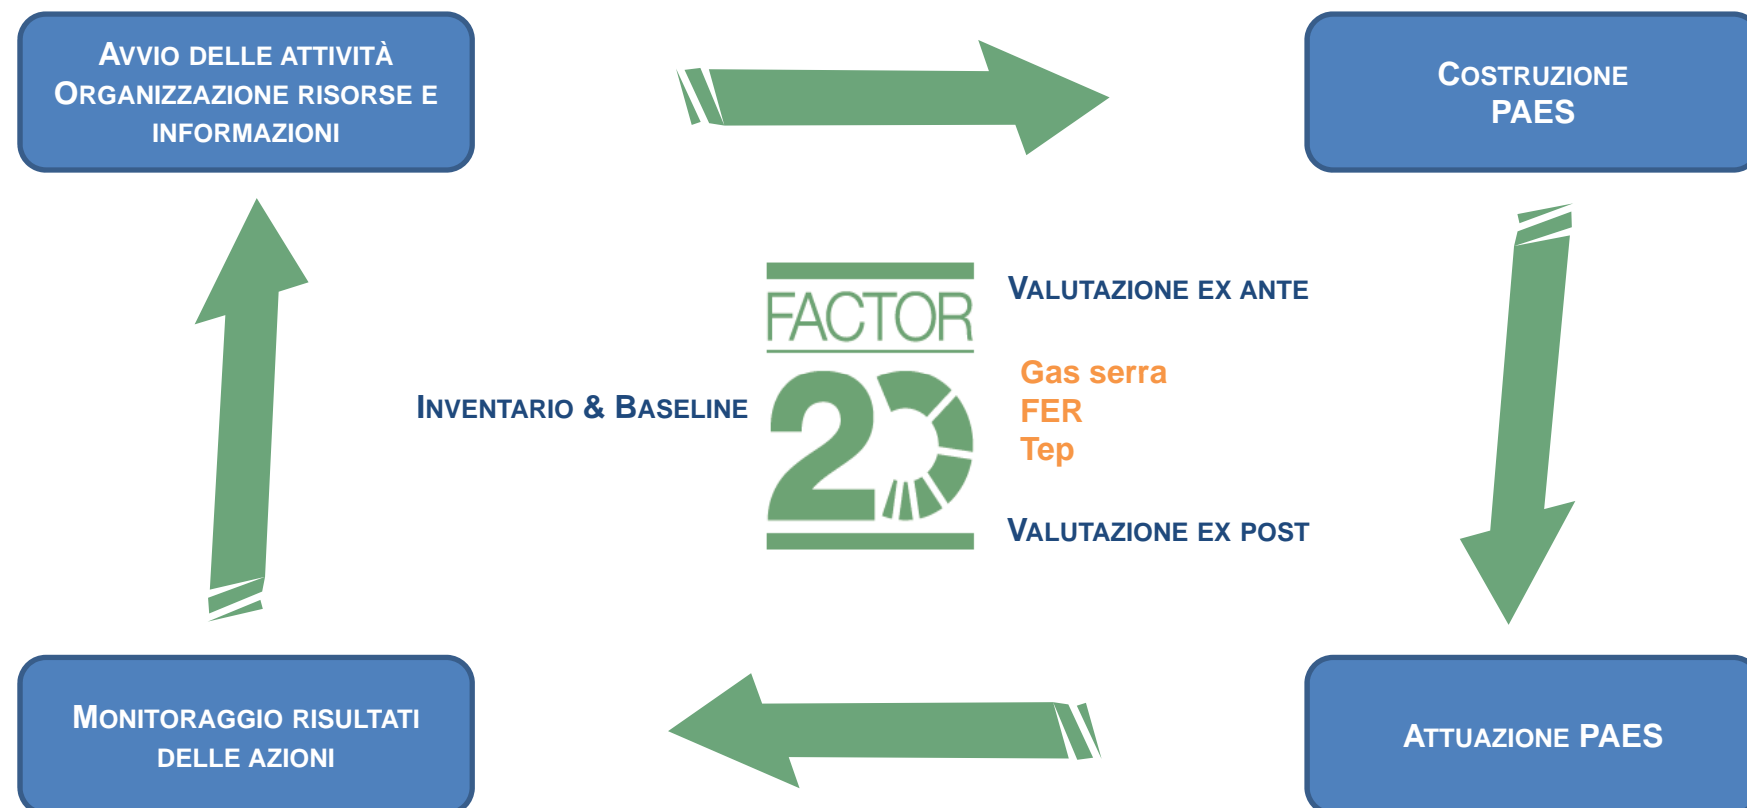 AVVIO DELLE ATTIVITÀ
ORGANIZZAZIONE RISORSE E
INFORMAZIONI
COSTRUZIONE
PAES
FACTOR
20
VALUTAZIONE EX ANTE
Gas serra
FER
Tep
INVENTARIO & BASELINE
VALUTAZIONE EX POST
MONITORAGGIO RISULTATI
DELLE AZIONI
ATTUAZIONE PAES